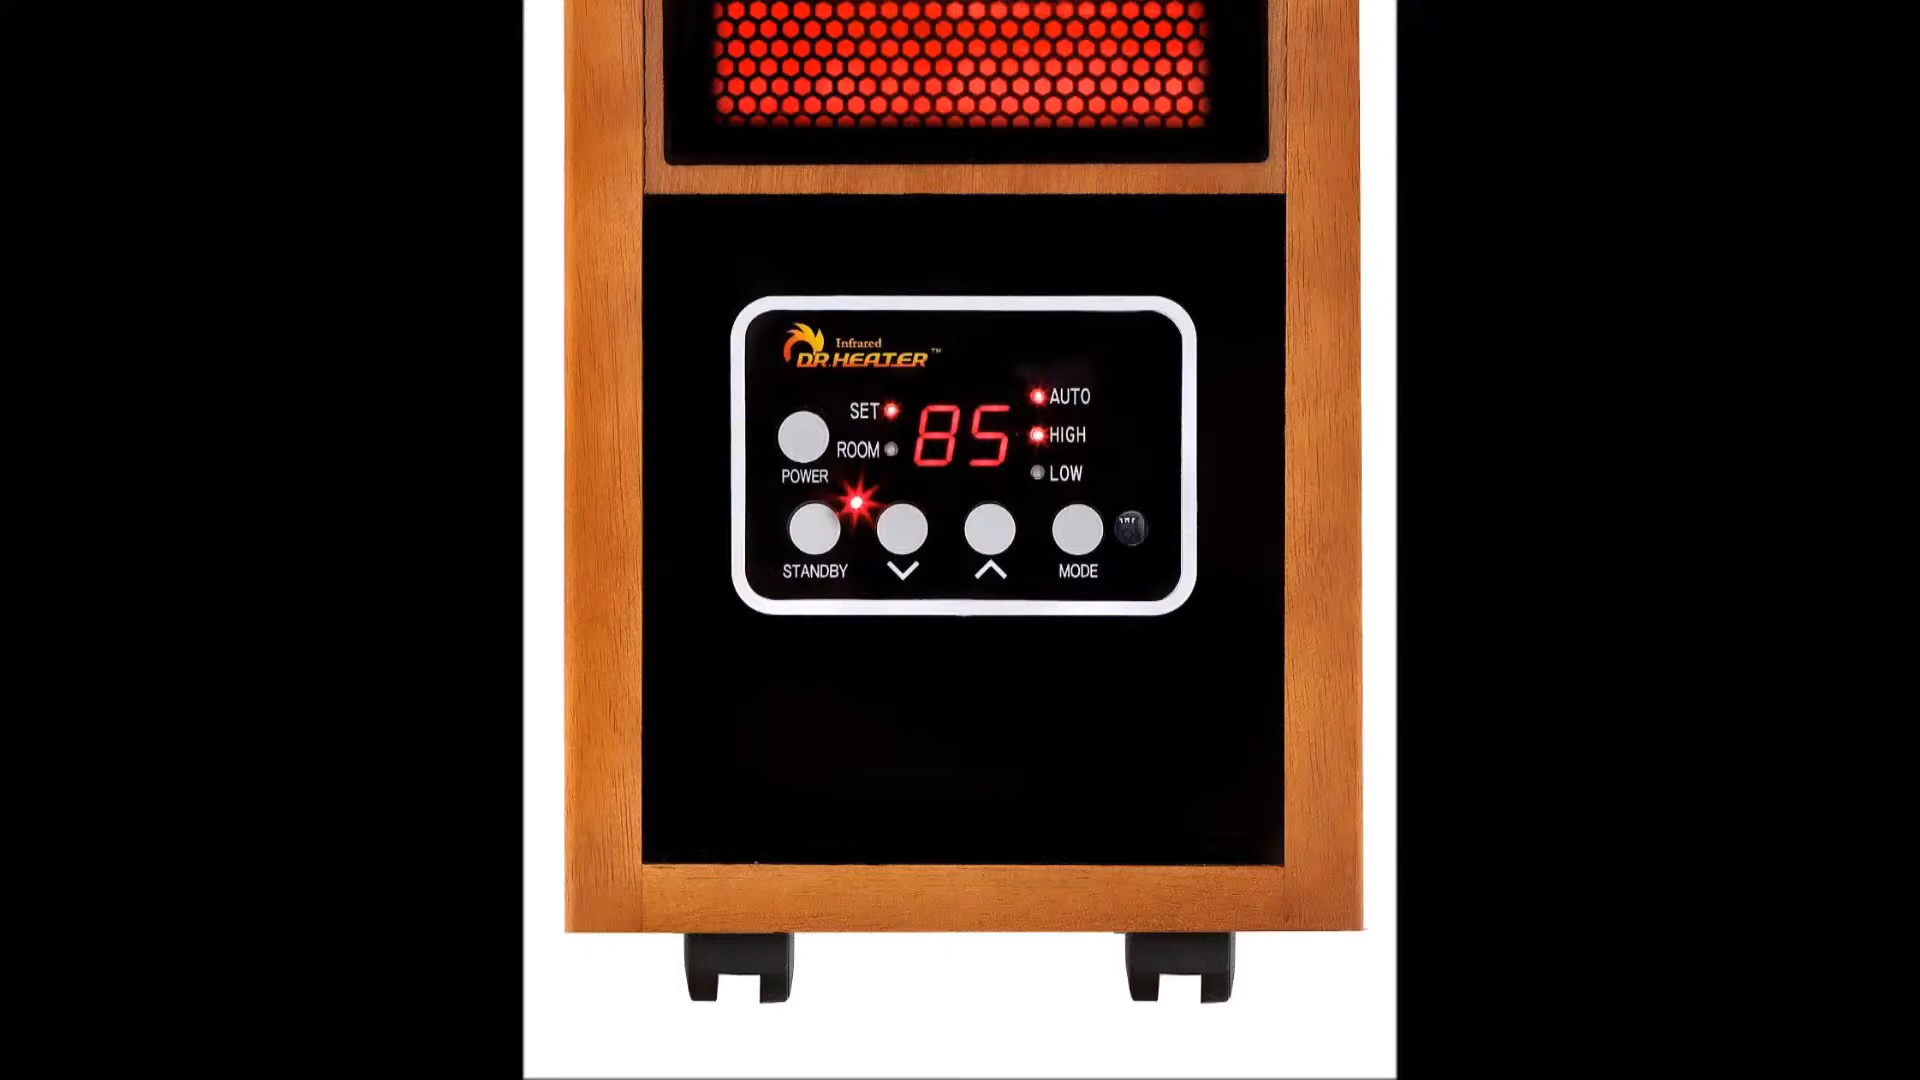 Infrared
DR. HEATER™
SET
85
AUTO
ROOM
HIGH
POWER
LOW
STANDBY
MODE